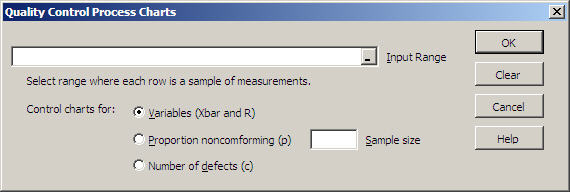 Quality Control Process Charts
OK
Input Range
Clear
Select range where each row is a sample of measurements.
Control charts for:
Variables (Xbar and R)
Cancel
Proportion noncomforming (p)
Sample size
Help
Number of defects (c)